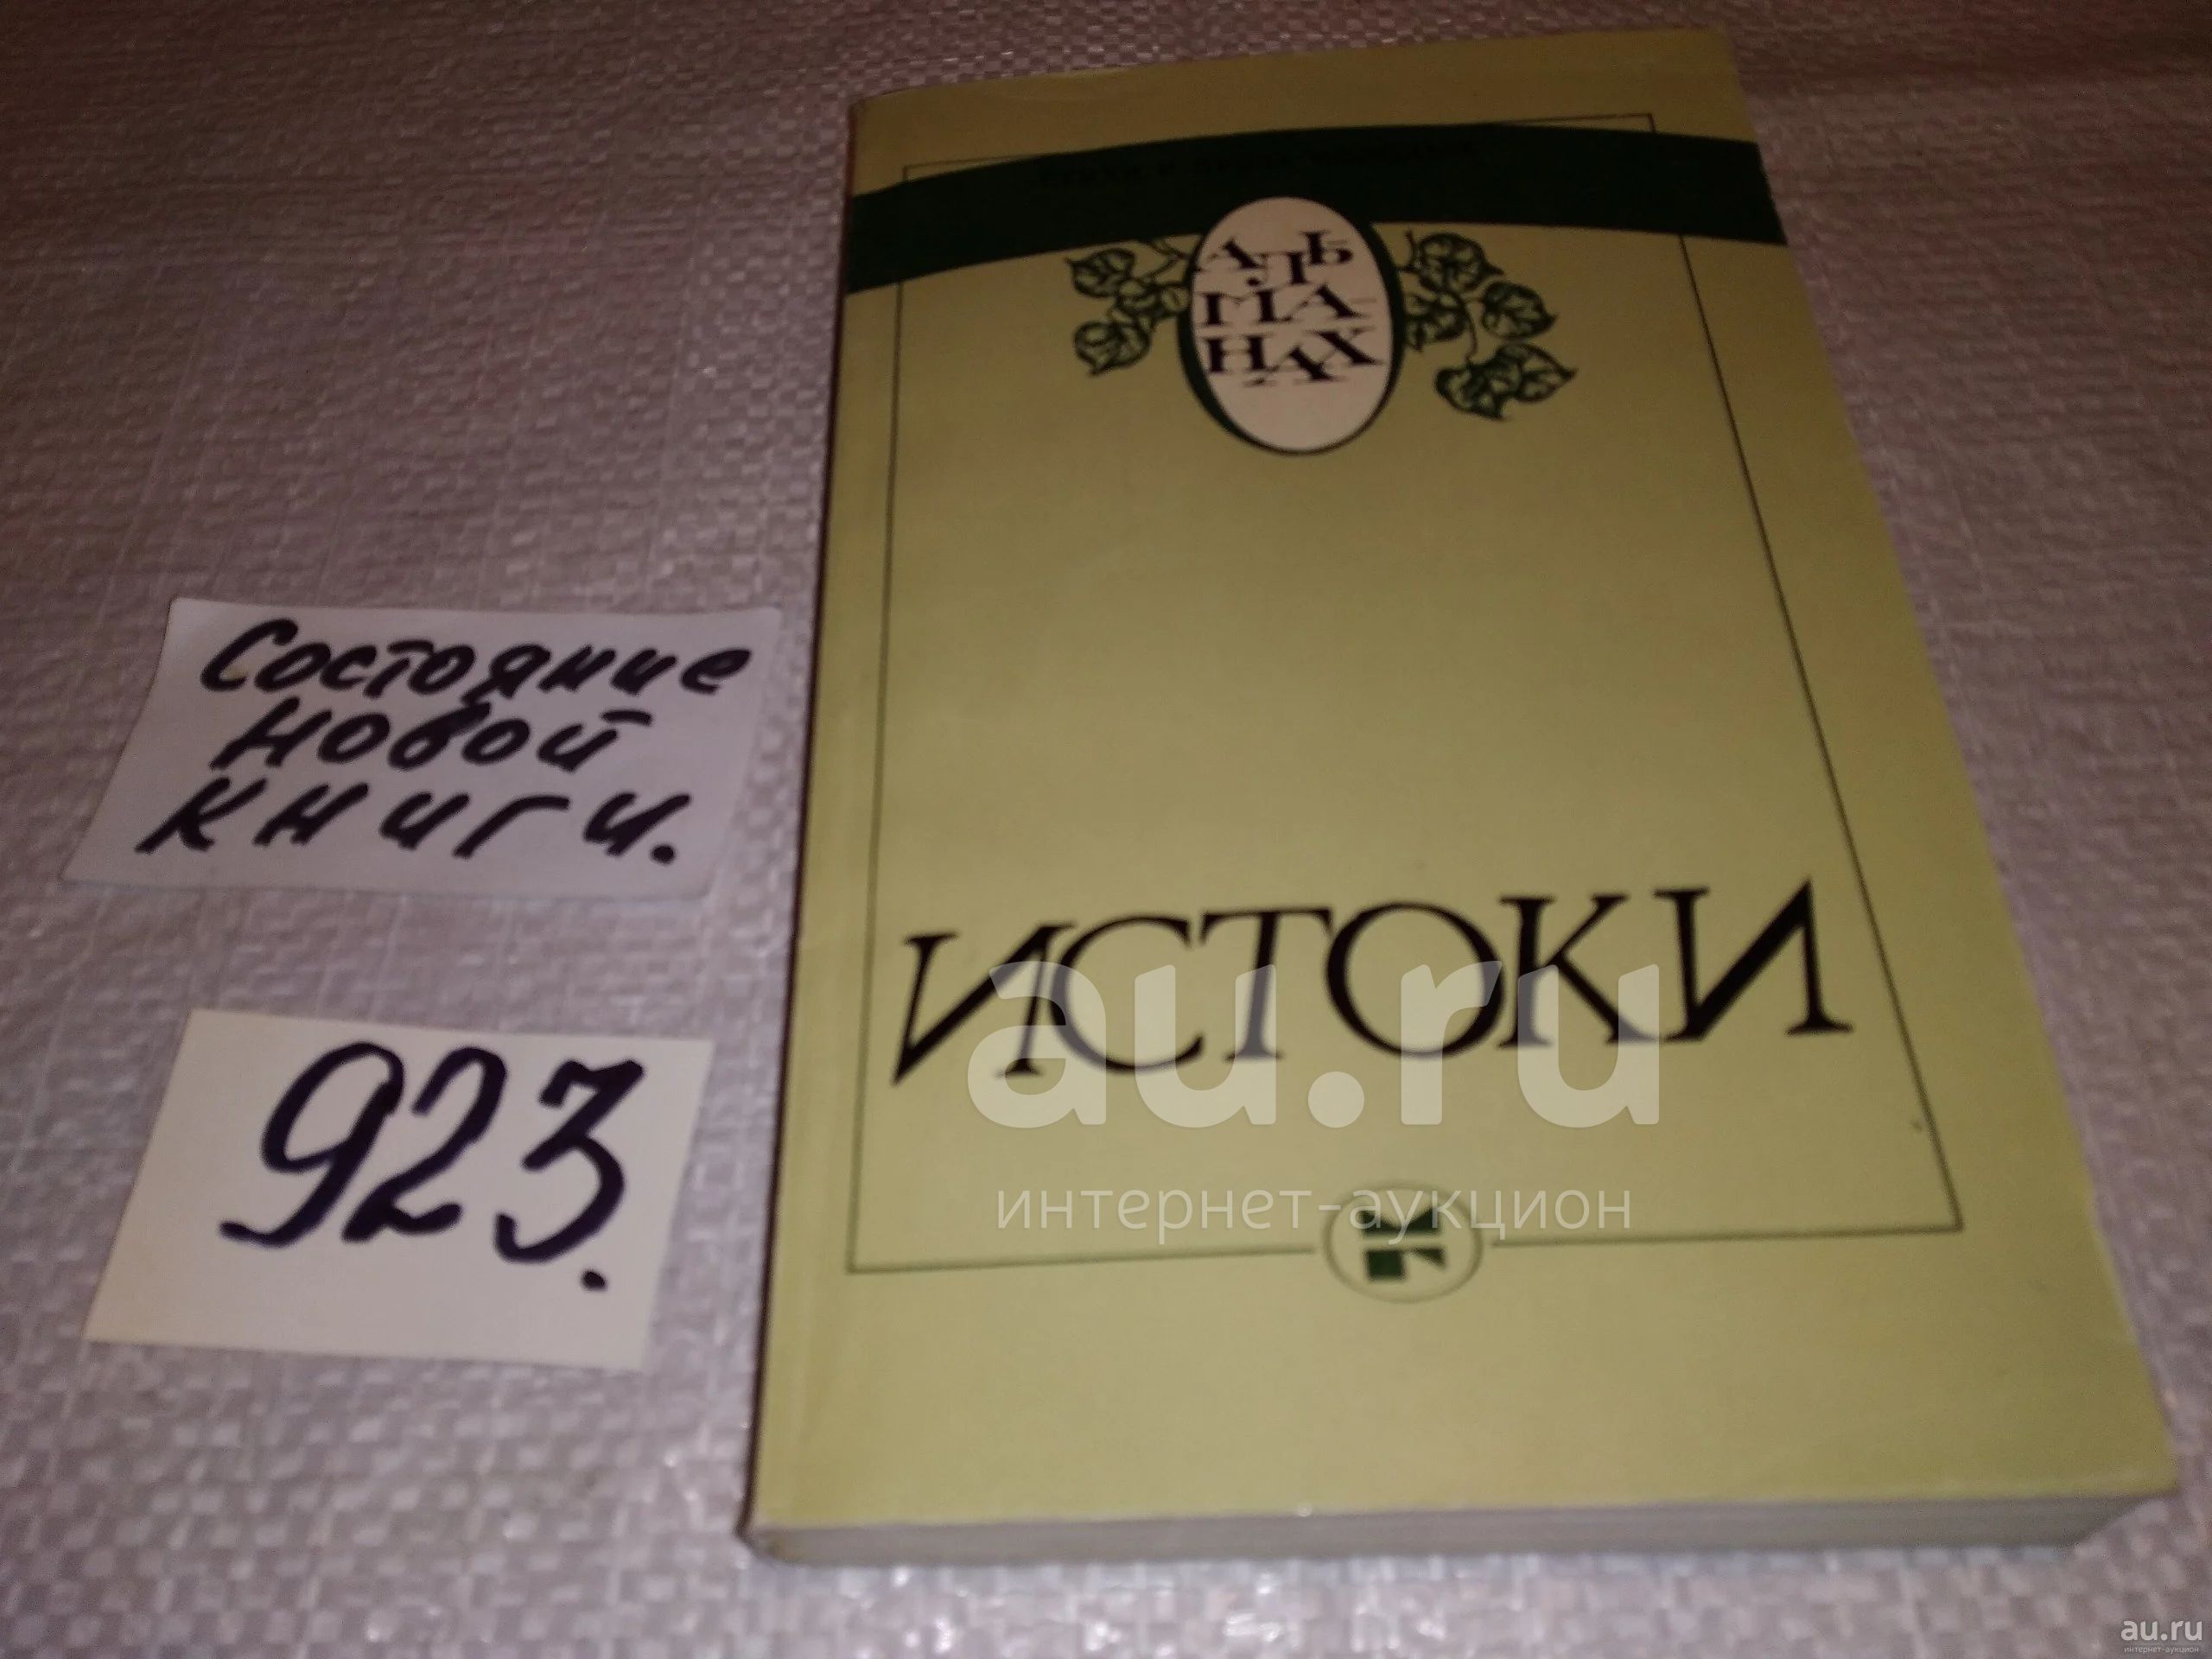 АЛЬ
МА-
НАХ
ИСТОКИ
Состояние
новой
книги.
923.
au.ru
интернет-аукцион
au.ru
интернет-аукцион